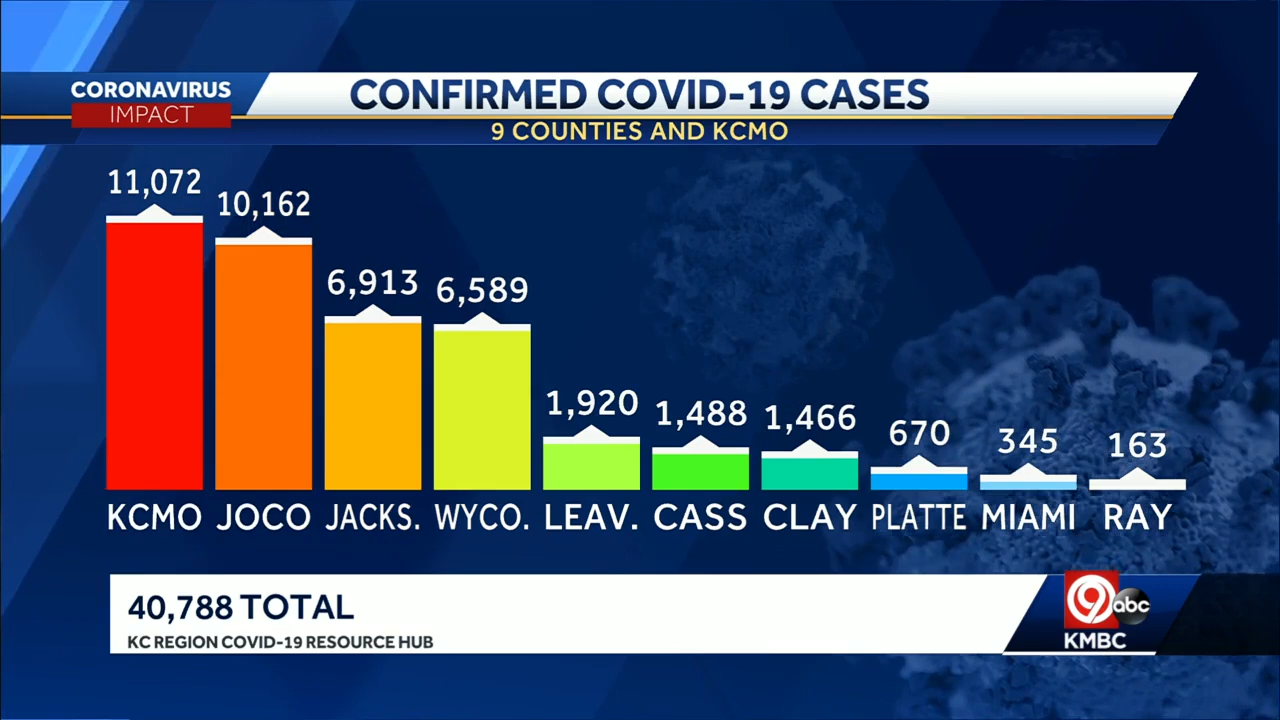 CORONAVIRUS
IMPACT
CONFIRMED COVID-19 CASES
9 COUNTIES AND KCMO
11,072 10,162 6,913 6,589 1,920 1,488 1,466 670 345 163
KCMO JOCO JACKS. WYCO. LEAV. CASS CLAY PLATTE MIAMI RAY
40,788 TOTAL
KC REGION COVID-19 RESOURCE HUB
9 abc
KMBC